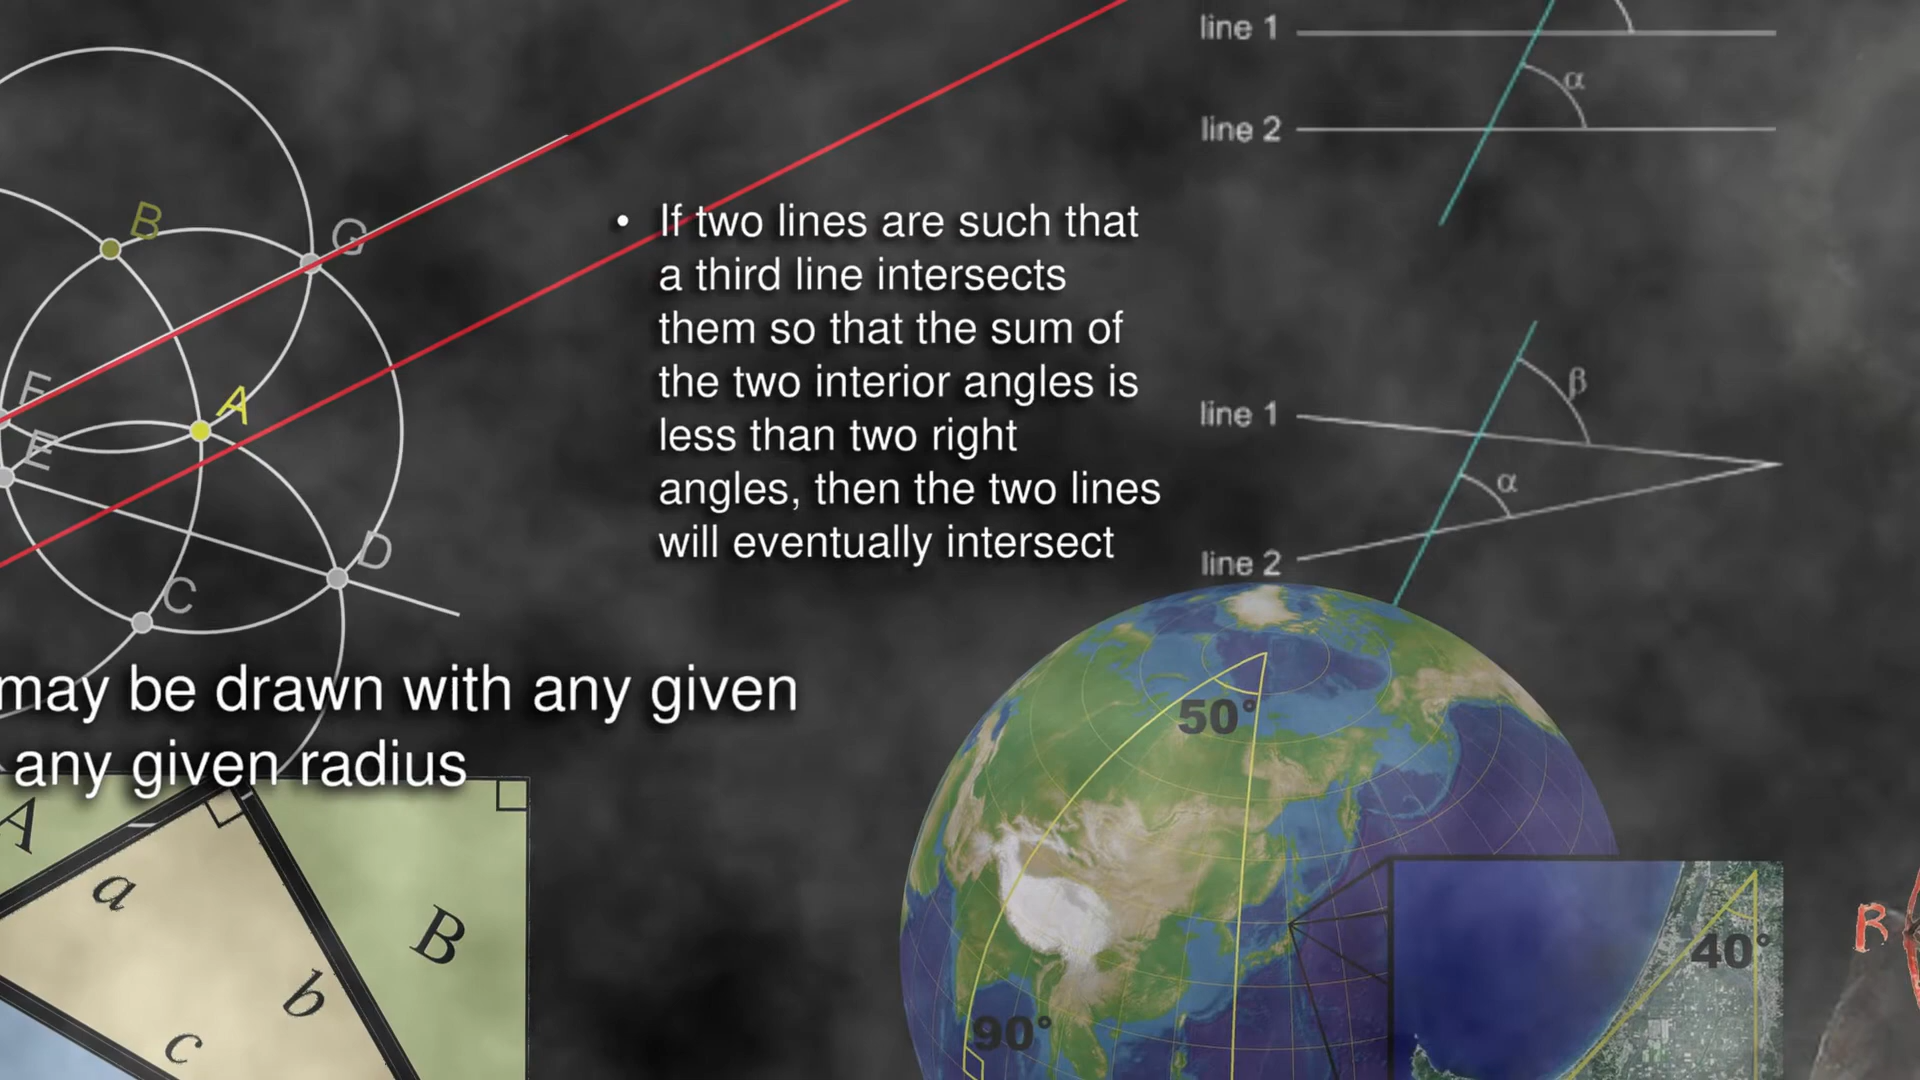 line 1
α
line 2
B
G
• If two lines are such that
a third line intersects
them so that the sum of
the two interior angles is
less than two right
angles, then the two lines
will eventually intersect
β
line 1
α
line 2
F
A
E
D
C
may be drawn with any given
any given radius
50°
A
a
B
b
c
90°
40°
R